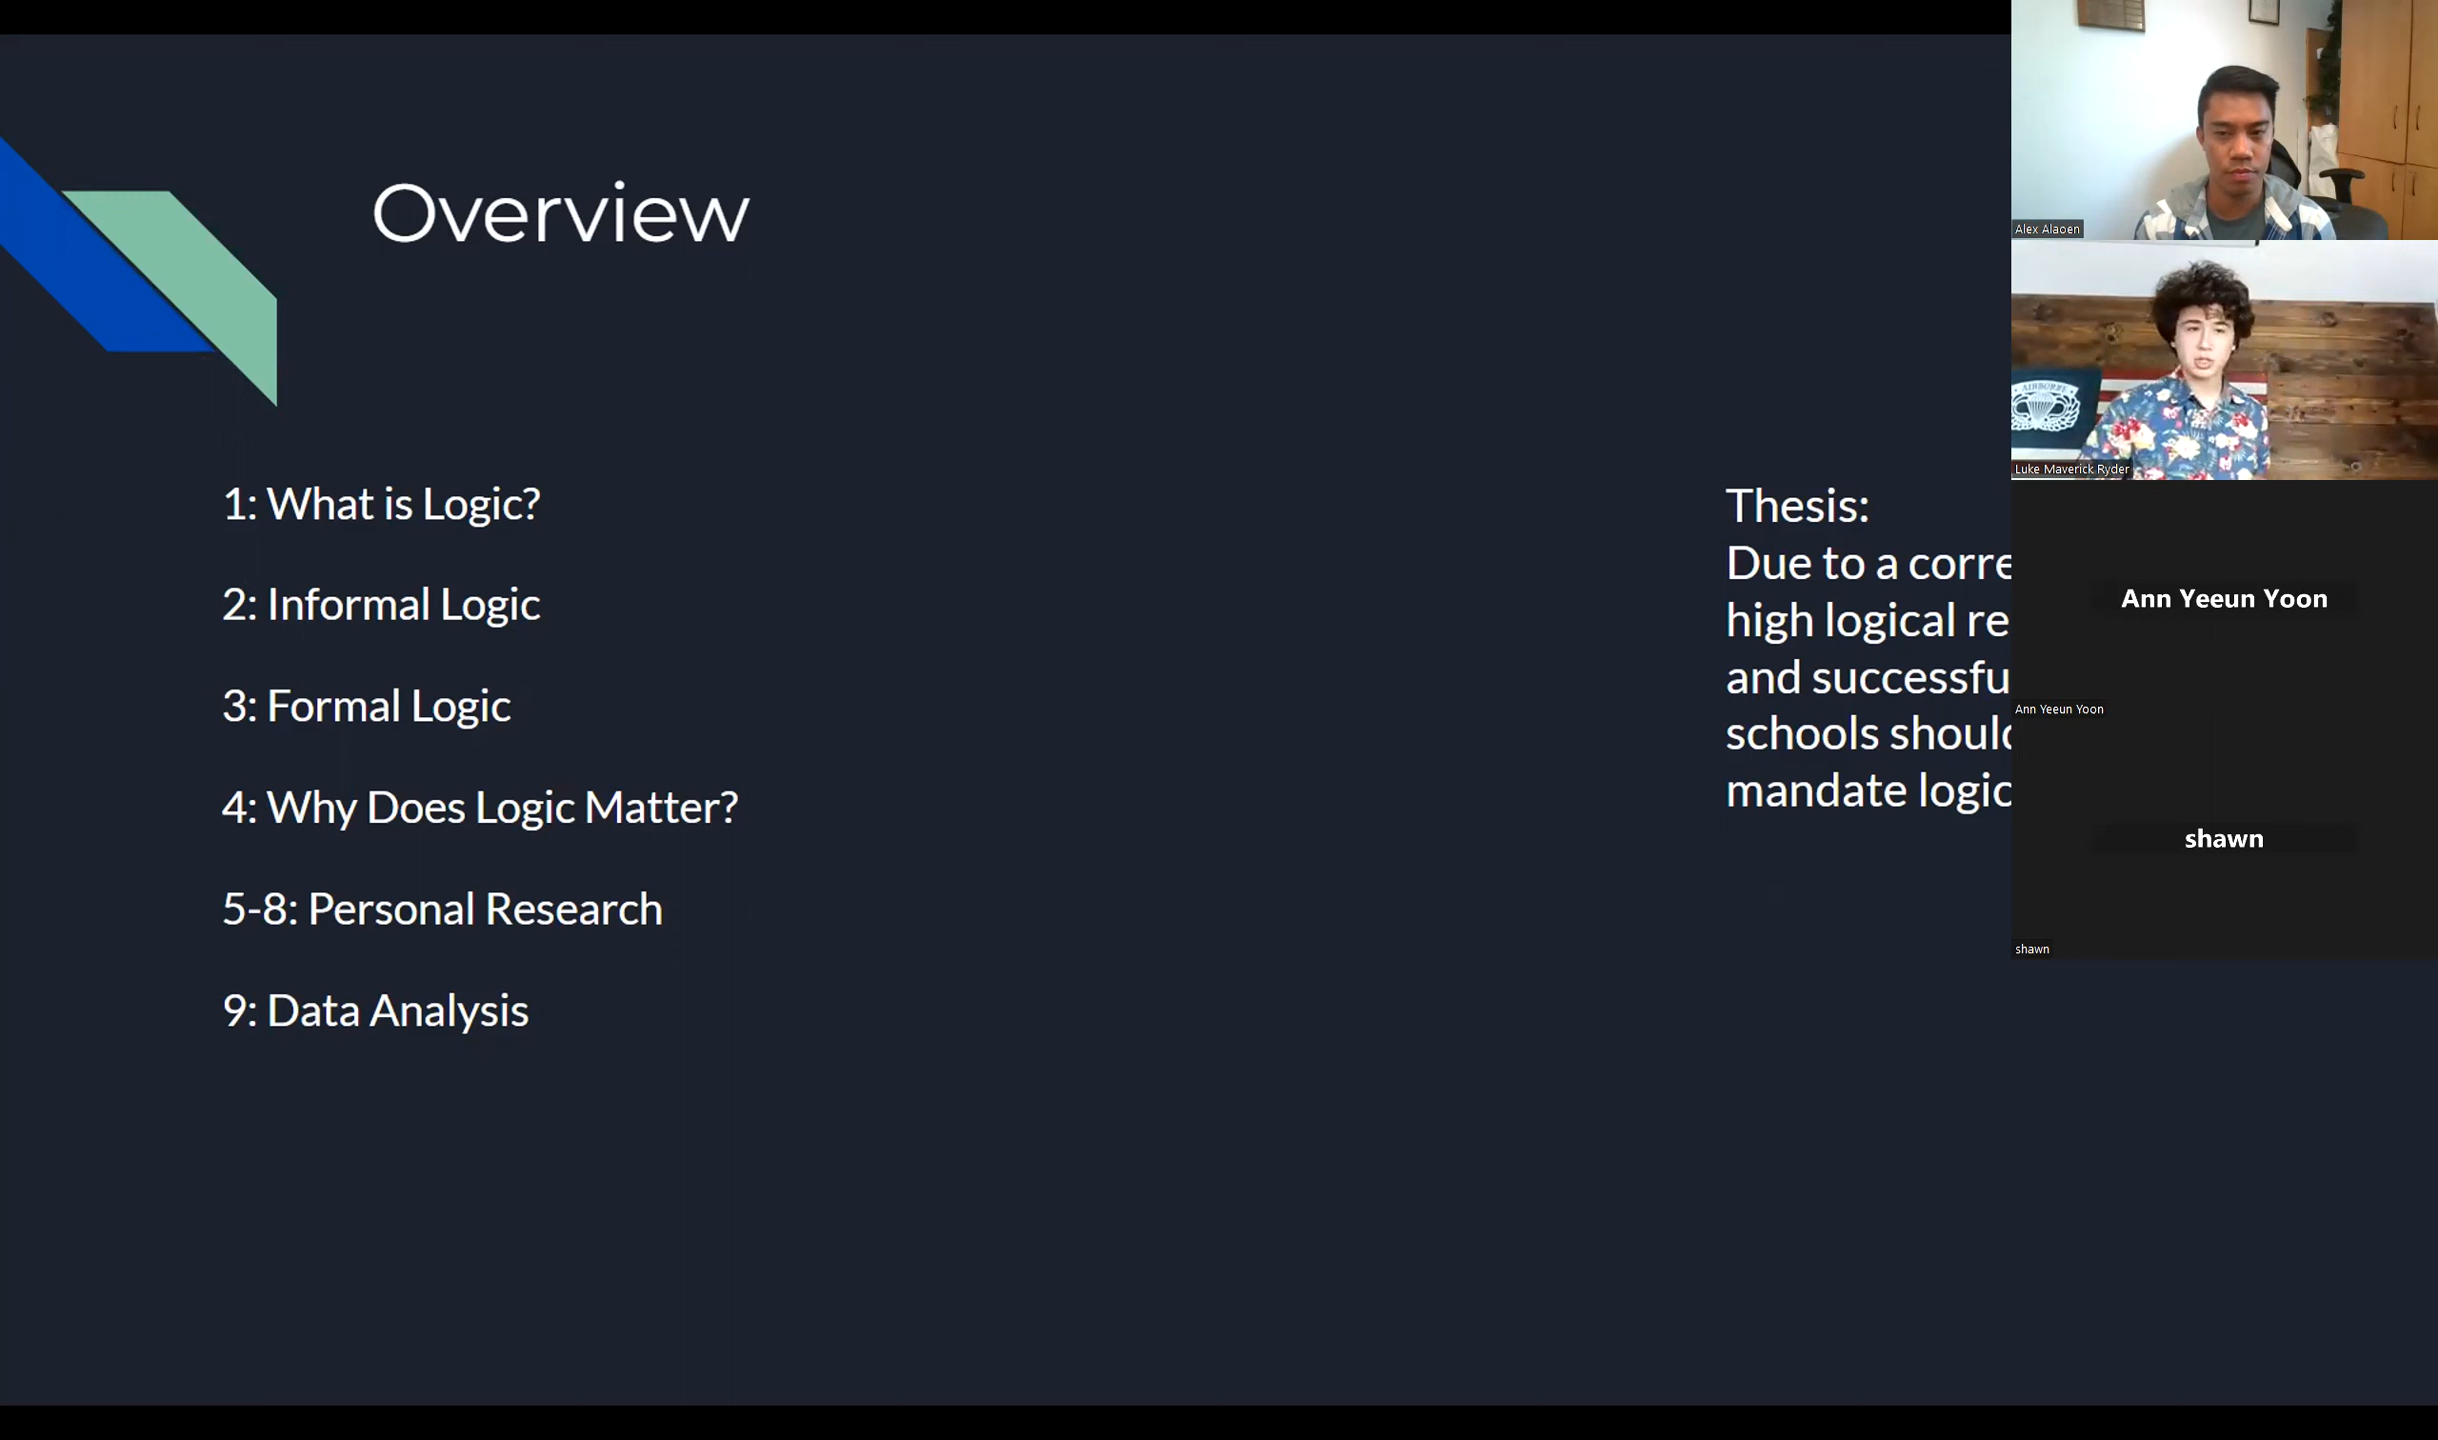 Overview
1: What is Logic?
2: Informal Logic
3: Formal Logic
4: Why Does Logic Matter?
5-8: Personal Research
9: Data Analysis
Thesis:
Due to a corre
high logical re
and successfu
schools should
mandate logic
Alex Alaoen
AIRBORNE
Luke Maverick Ryder
Ann Yeeun Yoon
Ann Yeeun Yoon
shawn
shawn